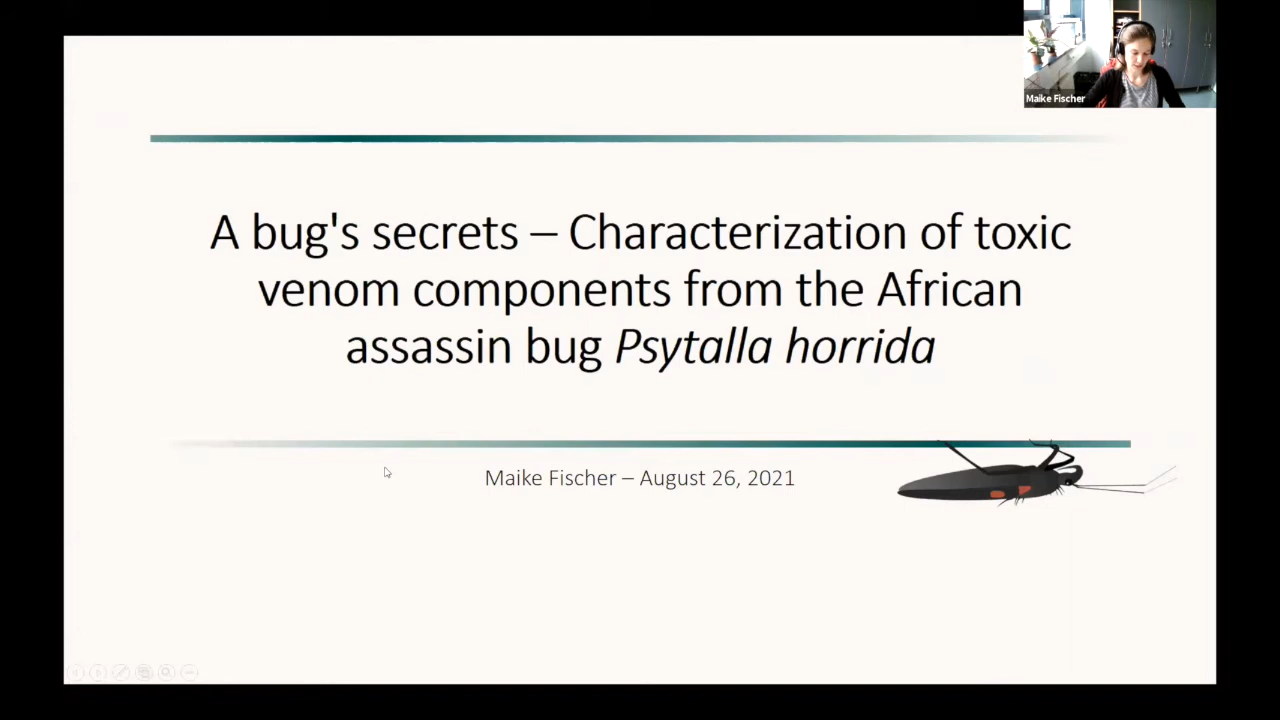 Maike Fischer
A bug's secrets – Characterization of toxic
venom components from the African
assassin bug Psytalla horrida
Maike Fischer – August 26, 2021